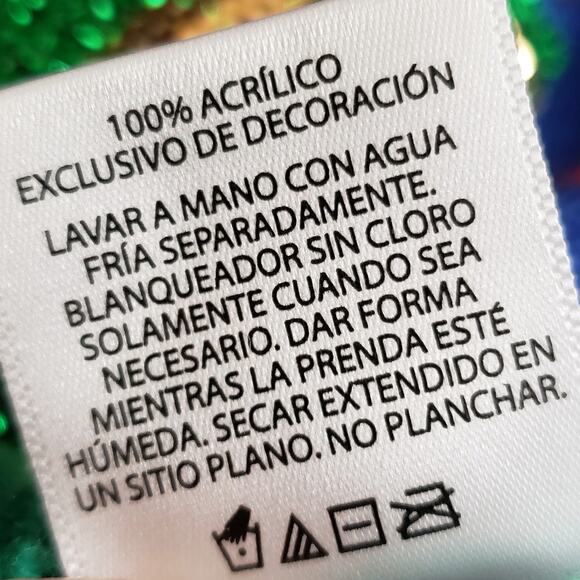 100% ACRÍLICO
EXCLUSIVO DE DECORACIÓN
LAVAR A MANO CON AGUA
FRÍA SEPARADAMENTE.
BLANQUEADOR SIN CLORO
SOLAMENTE CUANDO SEA
NECESARIO. DAR FORMA
MIENTRAS LA PRENDA ESTÉ
HÚMEDA. SECAR EXTENDIDO EN
UN SITIO PLANO. NO PLANCHAR.